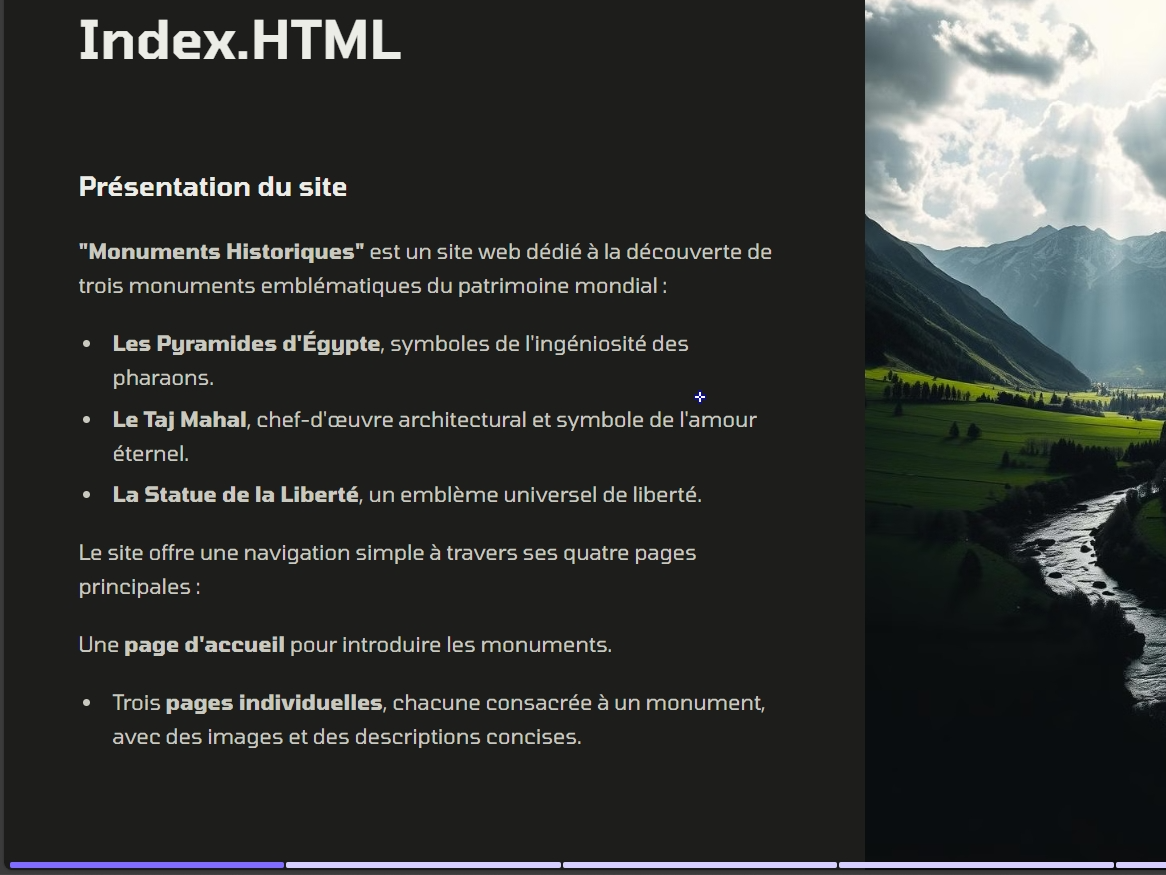 Index.HTML
Présentation du site
"Monuments Historiques" est un site web dédié à la découverte de
trois monuments emblématiques du patrimoine mondial :
• Les Pyramides d'Égypte, symboles de l'ingéniosité des
pharaons.
• Le Taj Mahal, chef-d'œuvre architectural et symbole de l'amour
éternel.
• La Statue de la Liberté, un emblème universel de liberté.
Le site offre une navigation simple à travers ses quatre pages
principales :
Une page d'accueil pour introduire les monuments.
• Trois pages individuelles, chacune consacrée à un monument,
avec des images et des descriptions concises.